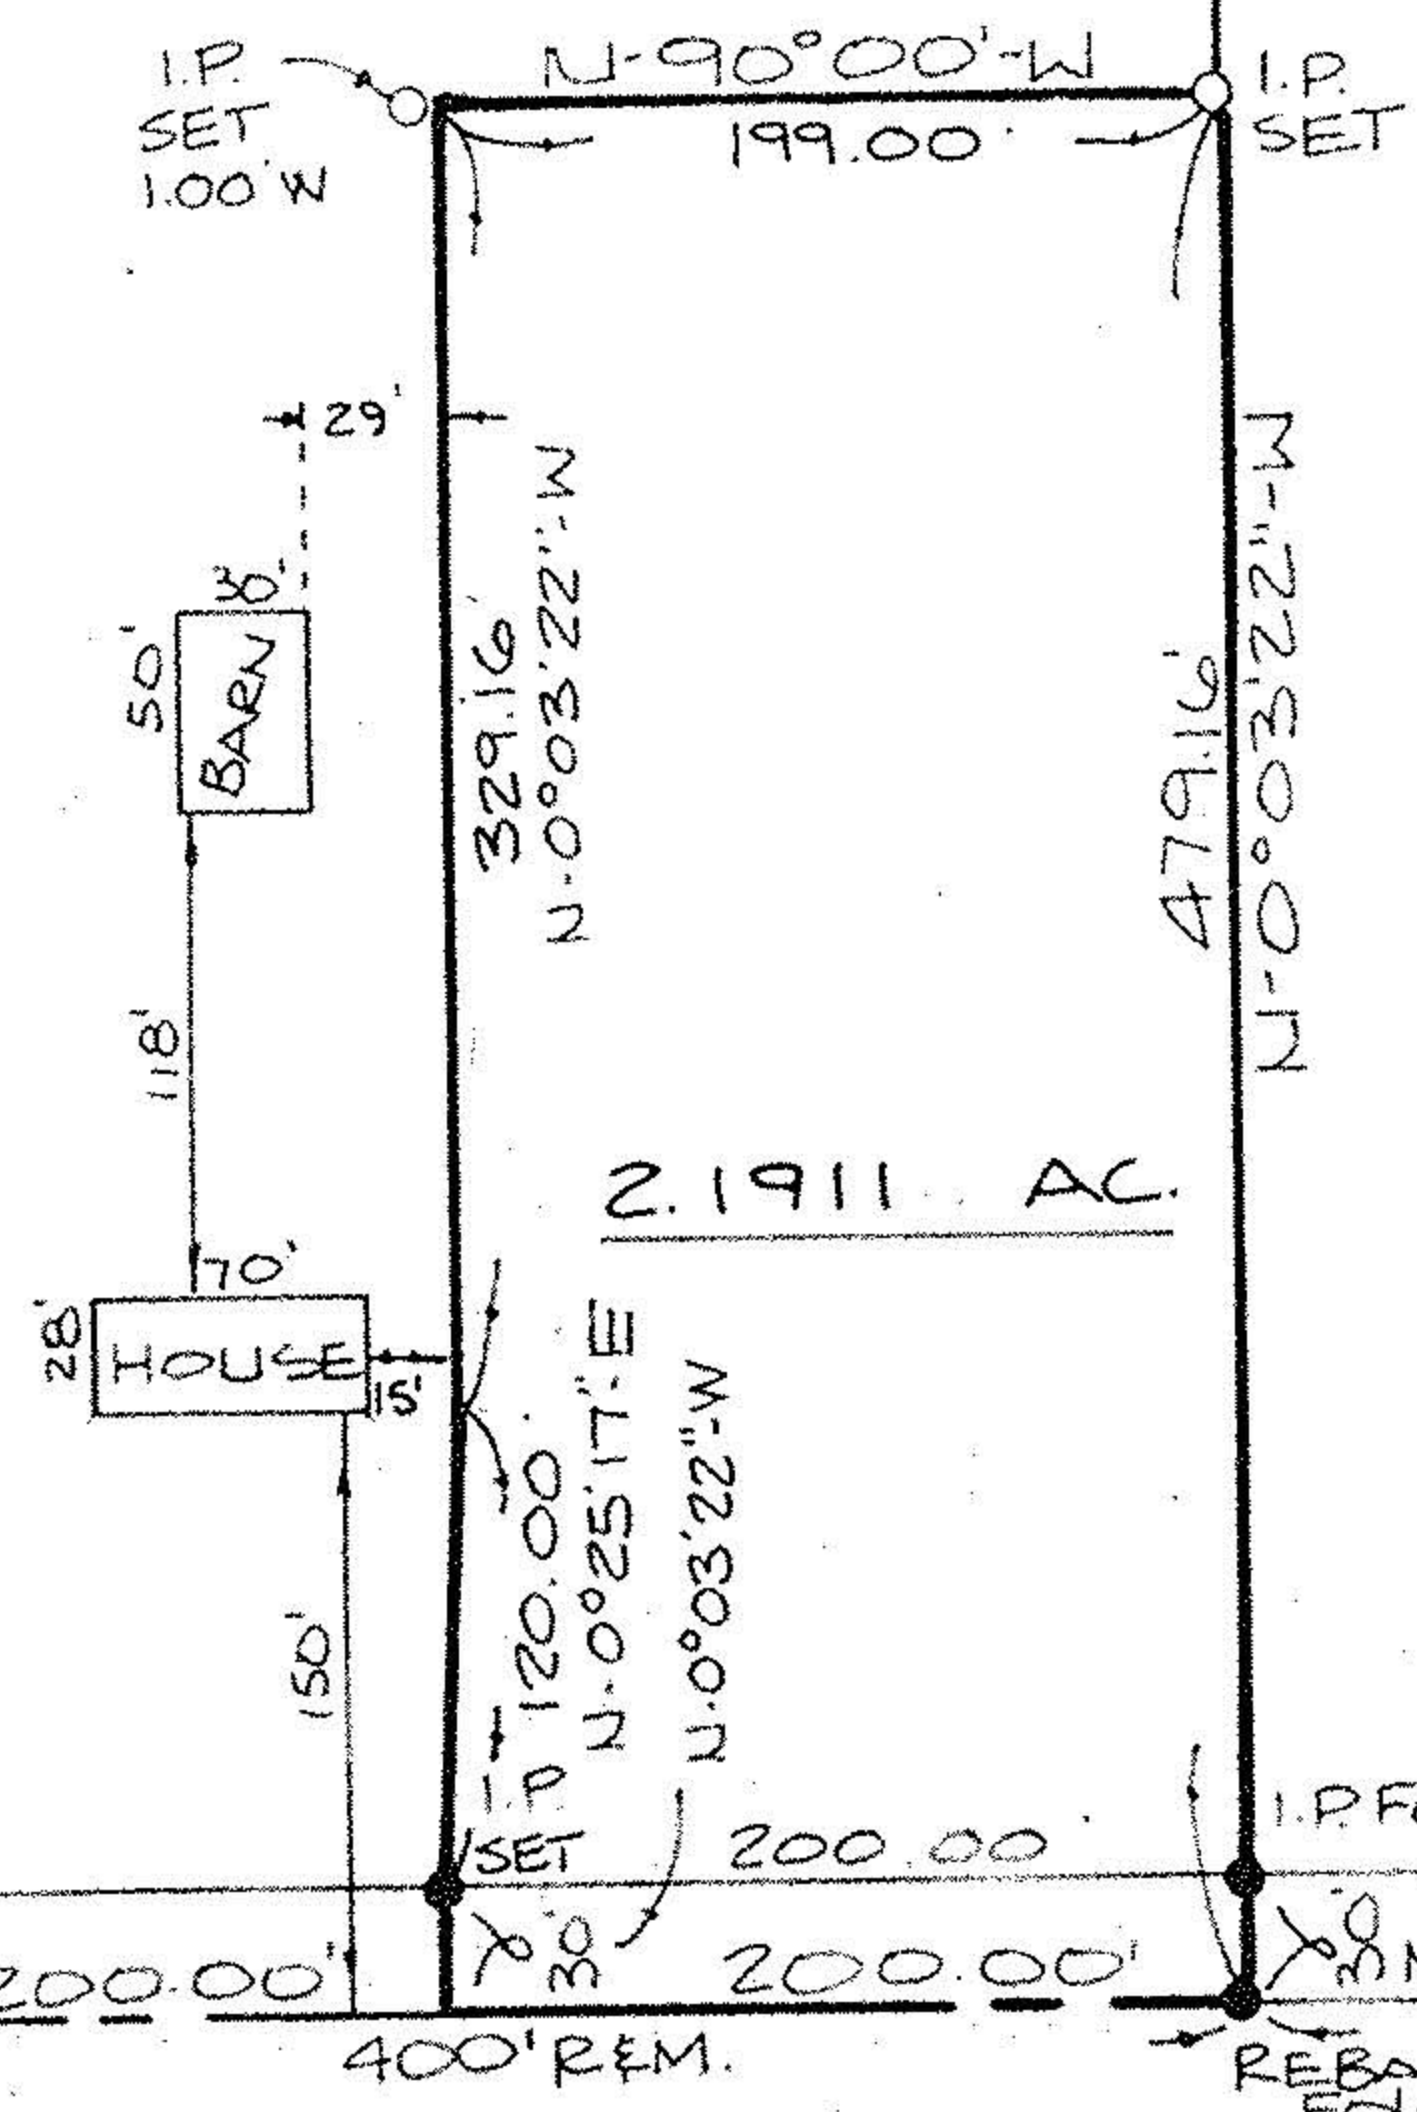 I.P.
SET
1.00'W
N-90°00'-W
199.00'
I.P.
SET
29'
30'
50'
BARN
329.16'
N-0°03'22"-W
479.16'
N-0°03'22"-W
118'
2.1911 AC.
70'
28'
HOUSE
15'
120.00'
N-0°25'17"-E
N-0°03'22"-W
150'
I.P.
SET
200.00'
I.P. F
30'
30'
200.00'
200.00'
400' REM.
REBA